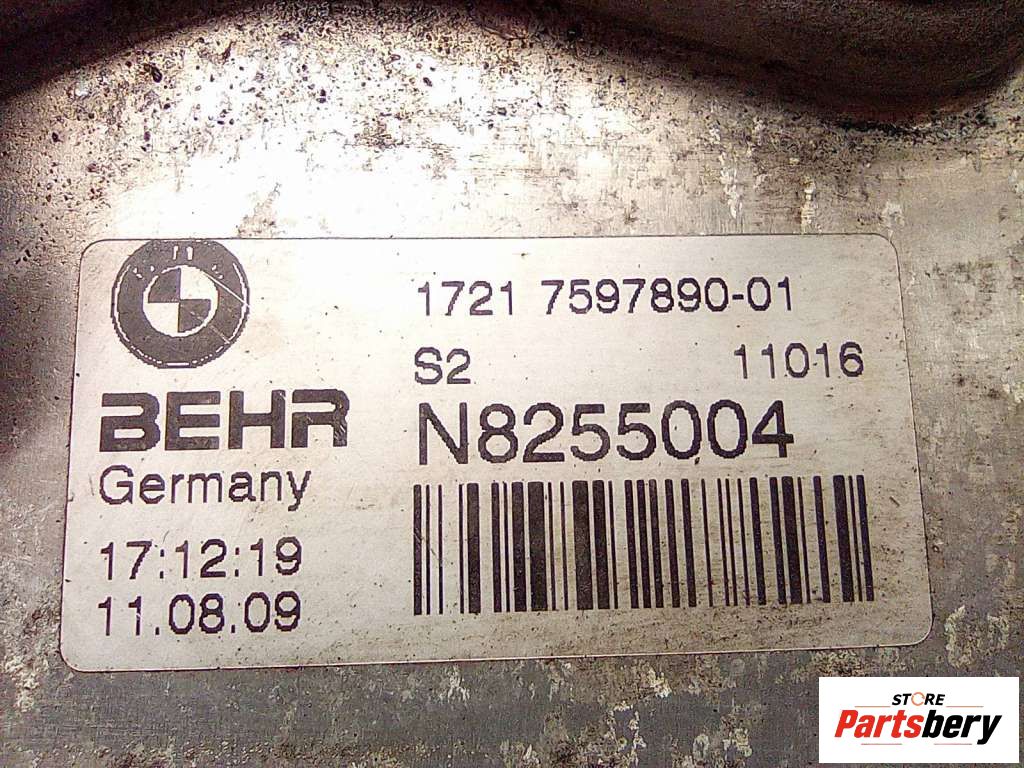 1721 7597890-01
S2 11016
BEHR
N8255004
Germany
17:12:19
11.08.09
STORE
Partsbery